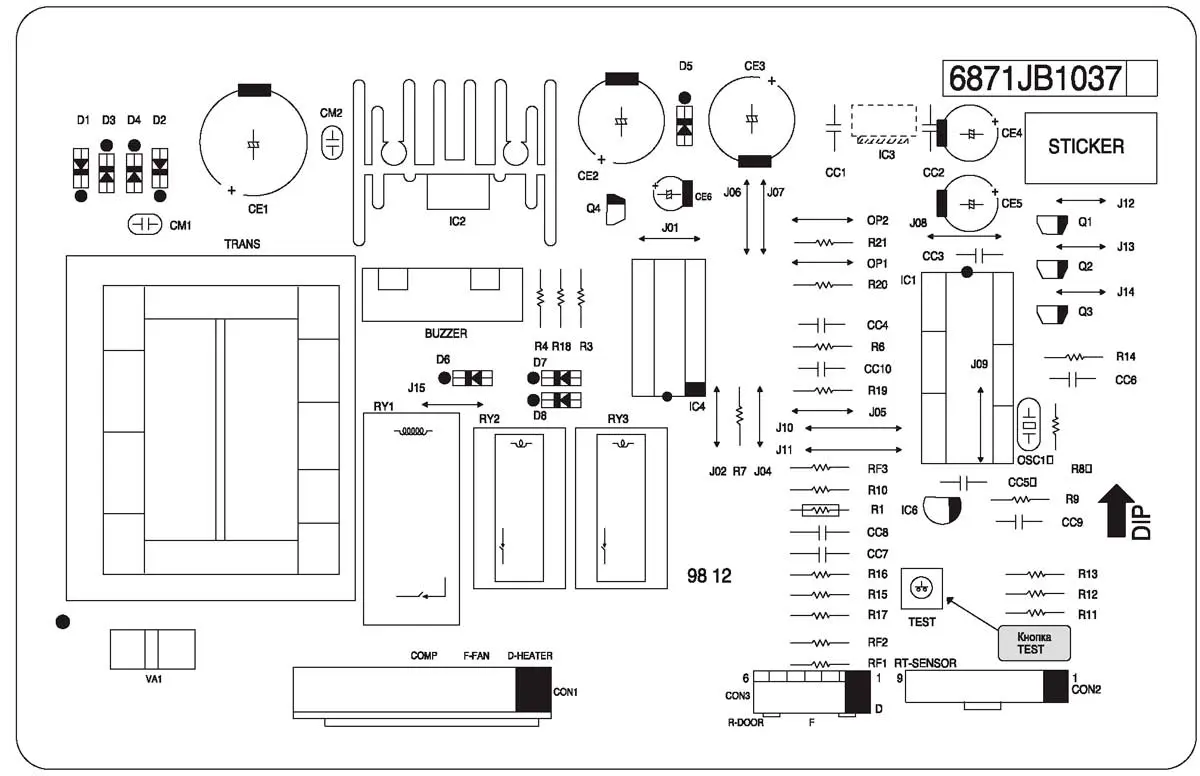 6871JB1037
D5
CE3
CM2
D1 D3 D4 D2
CE4
STICKER
IC3
CC1
CC2
CE2
CE1
Q4
CE6
J06
J07
CE5
J12
CM1
IC2
OP2
J08
Q1
TRANS
J01
R21
J13
CC3
OP1
Q2
IC1
R20
J14
Q3
BUZZER
CC4
R4 R18 R3
R6
R14
D6
D7
CC10
J09
CC6
J15
R19
RY1
D8
IC4
J05
RY2
RY3
J10
J11
OSC1□
J02 R7 J04
RF3
R8□
CC5□
R10
R9
R1
IC6
CC9
DIP
CC8
CC7
98 12
R16
R13
R15
R12
R17
R11
TEST
Кнопка
TEST
RF2
COMP F-FAN D-HEATER
RF1 RT-SENSOR
VA1
6
1
9
1
CON1
CON3
CON2
D
R-DOOR
F